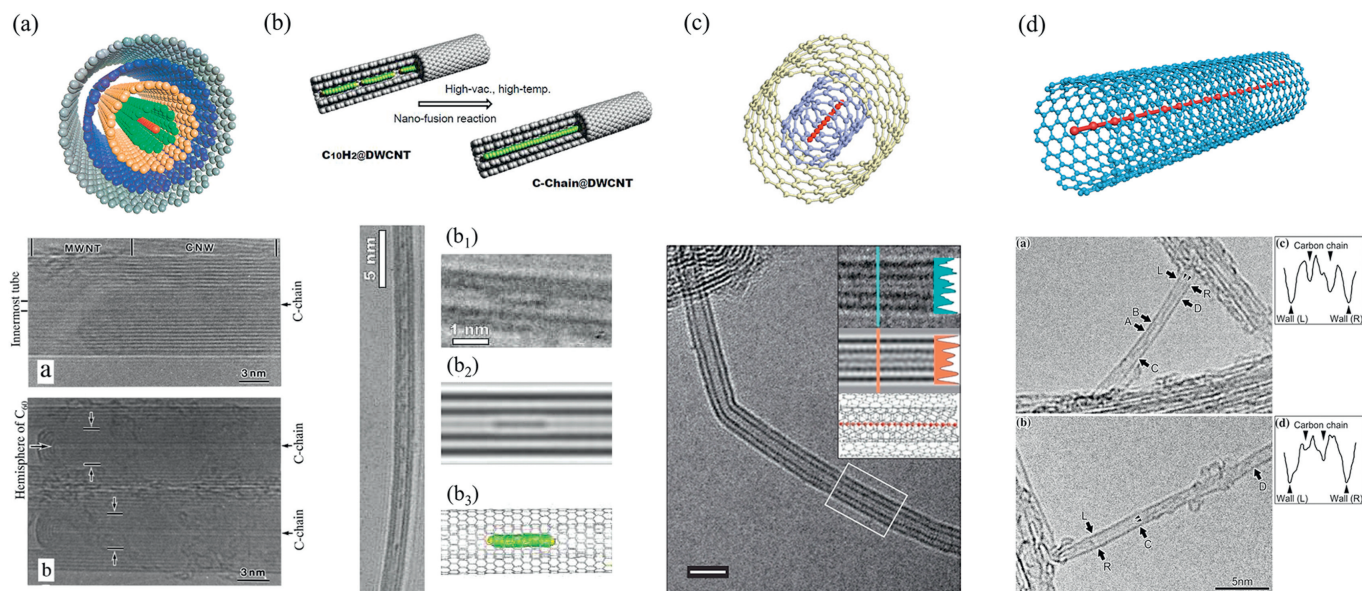 (a)
(b)
High-vac., high-temp.
Nano-fusion reaction
C10H2@DWCNT
C-Chain@DWCNT
(c)
(d)
MWNT
CNW
Innermost tube
C-chain
a
3 nm
Hemisphere of C60
C-chain
C-chain
b
3 nm
5 nm
(b1)
1 nm
(b2)
(b3)
(a)
L
R
D
B
A
C
(c)
Carbon chain
Wall (L)
Wall (R)
(b)
D
L
C
R
5nm
(d)
Carbon chain
Wall (L)
Wall (R)